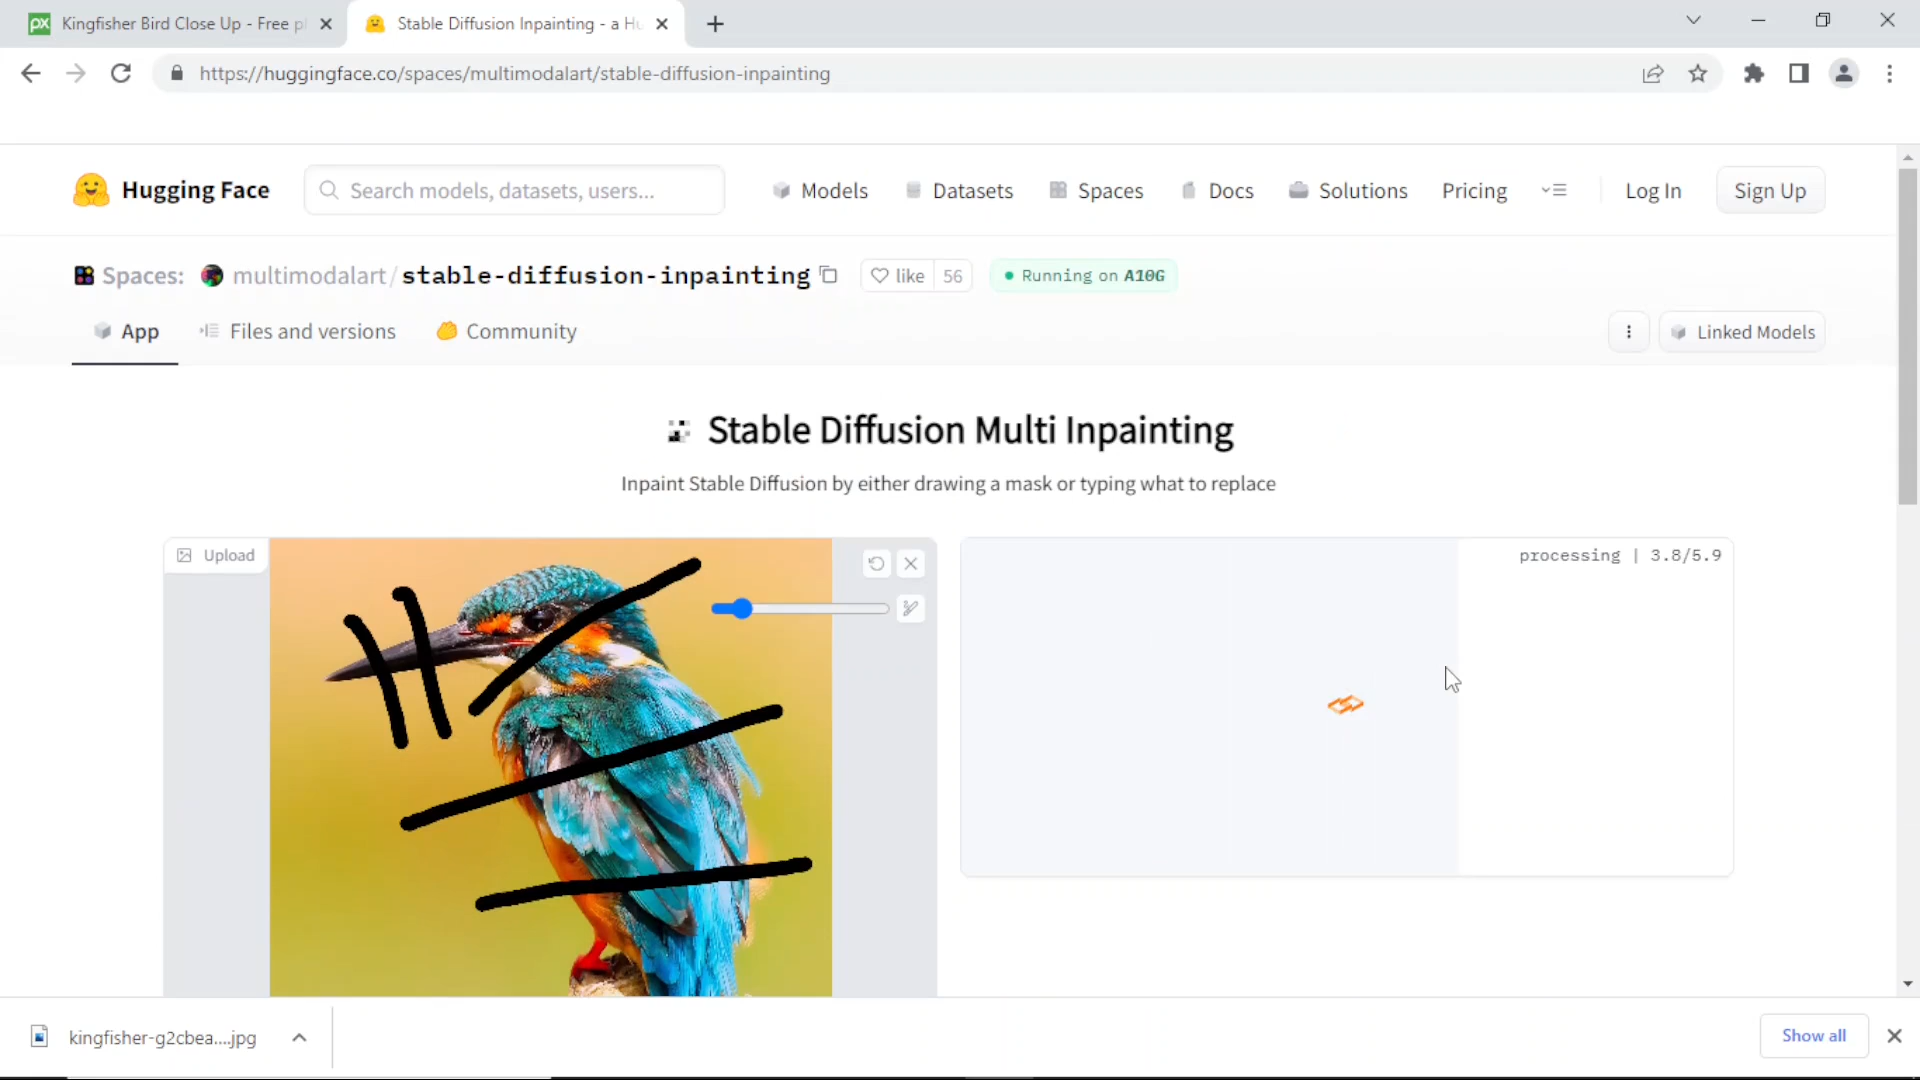 px Kingfisher Bird Close Up - Free p
Stable Diffusion Inpainting - a Hu
https://huggingface.co/spaces/multimodalart/stable-diffusion-inpainting
Hugging Face
Search models, datasets, users...
Models
Datasets
Spaces
Docs
Solutions
Pricing
Log In
Sign Up
Spaces: multimodalart/stable-diffusion-inpainting
like 56
Running on A10G
App
Files and versions
Community
Linked Models
Stable Diffusion Multi Inpainting
Inpaint Stable Diffusion by either drawing a mask or typing what to replace
Upload
processing | 3.8/5.9
kingfisher-g2cbea....jpg
Show all